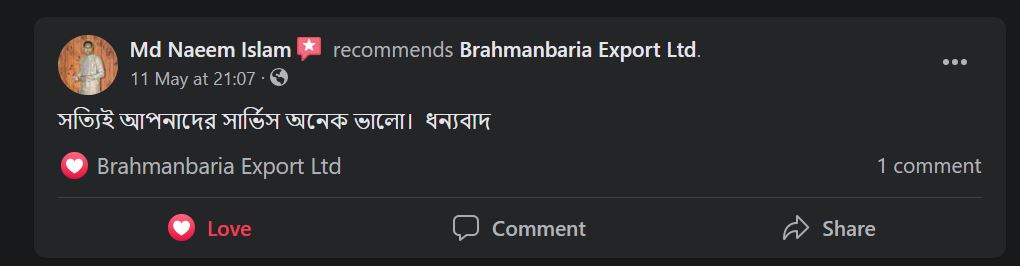 Md Naeem Islam recommends Brahmanbaria Export Ltd.
11 May at 21:07 ·
সত্যিই আপনাদের সার্ভিস অনেক ভালো। ধন্যবাদ
Brahmanbaria Export Ltd 1 comment
Love Comment Share